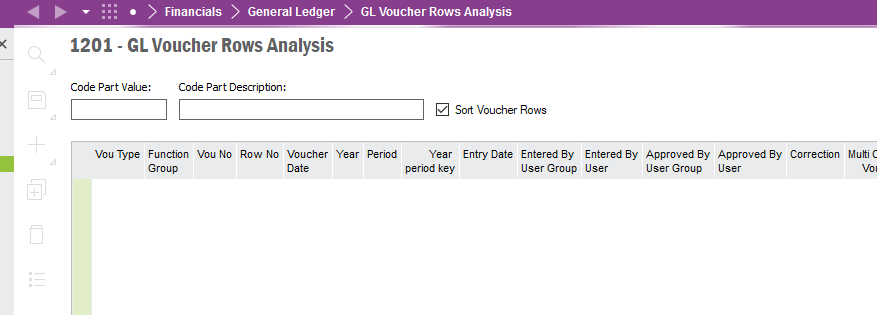 Financials General Ledger GL Voucher Rows Analysis
1201 - GL Voucher Rows Analysis
Code Part Value: Code Part Description:
Sort Voucher Rows
Vou Type Function Vou No Row No Voucher Year Period Year Entry Date Entered By Entered By Approved By Approved By Correction Multi C
Group Date period key User Group User User Group User Vou